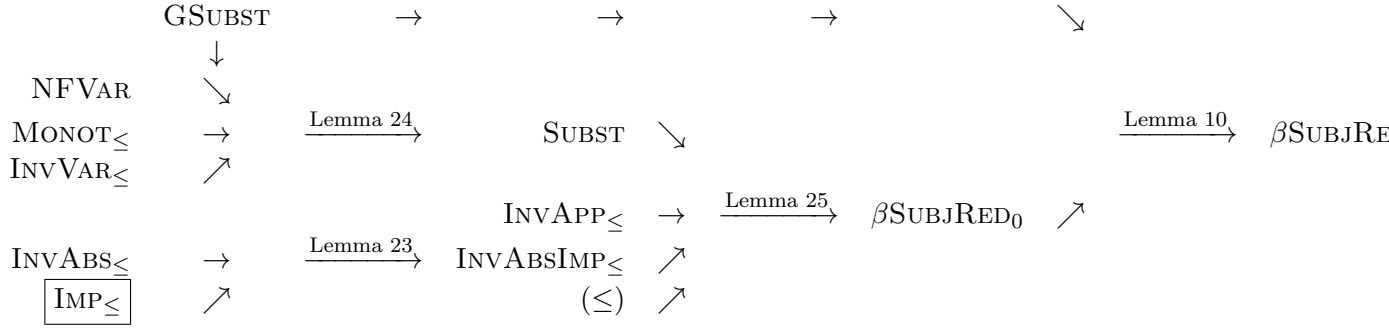 GSUBST → → → ↘
↓
NFVAR ↘
MONOT≤ → Lemma 24 → SUBST ↘ Lemma 10 → βSUBJRE
INVVAR≤ ↗
INVAPP≤ → Lemma 25 → βSUBJRED₀ ↗
INVABS≤ → Lemma 23 → INVABSIMP≤ ↗
IMP≤ ↗ (≤) ↗